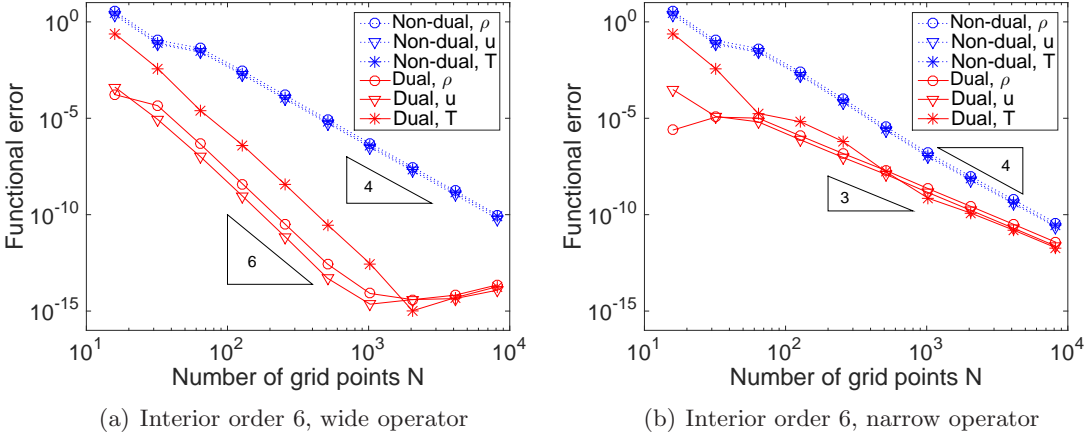 10^0
10^-5
10^-10
10^-15
Functional error
10^1
10^2
10^3
10^4
Number of grid points N
Non-dual, ρ
Non-dual, u
Non-dual, T
Dual, ρ
Dual, u
Dual, T
4
6
(a) Interior order 6, wide operator
10^0
10^-5
10^-10
10^-15
Functional error
10^1
10^2
10^3
10^4
Number of grid points N
Non-dual, ρ
Non-dual, u
Non-dual, T
Dual, ρ
Dual, u
Dual, T
4
3
(b) Interior order 6, narrow operator